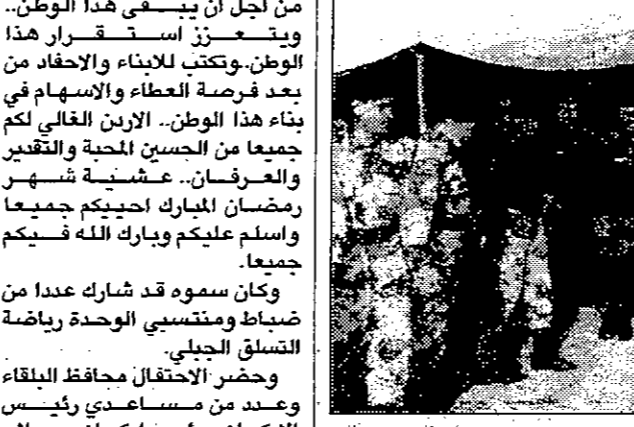 من أجل أن يبقى هذا الوطن..
ويتعزز استقرار هذا
الوطن..وتكتب للابناء والاحفاد من
بعد فرصة العطاء والاسهام في
بناء هذا الوطن.. الاردن الغالي لكم
جميعا من الحسين المحبة والتقدير
والعرفان.. عشية شهر
رمضان المبارك احييكم جميعا
واسلم عليكم وبارك الله فيكم
جميعا.
وكان سموه قد شارك عددا من
ضباط ومنتسبي الوحدة رياضة
التسلق الجبلي.
وحضر الاحتفال محافظ البلقاء
وعدد من مساعدي رئيس